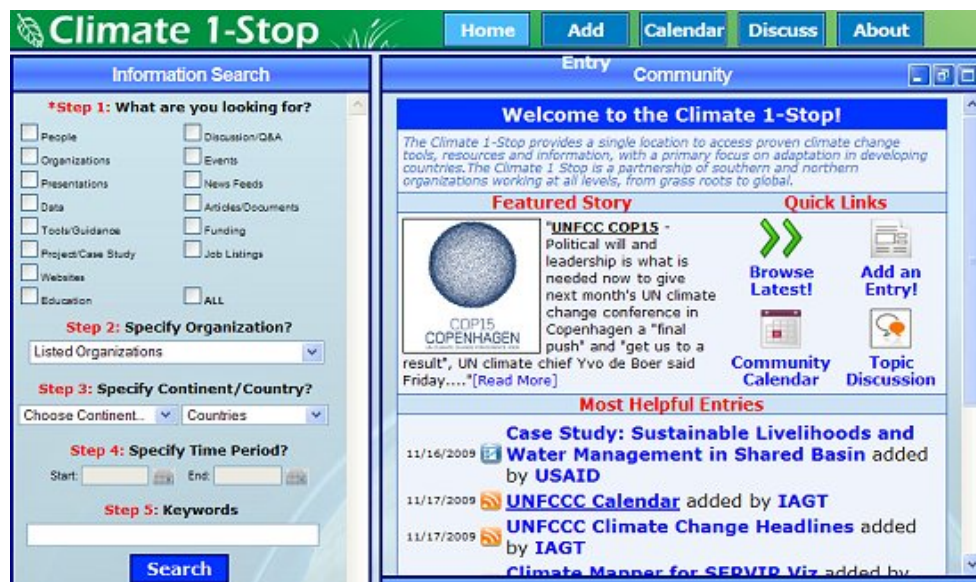 Climate 1-Stop
Home
Add Entry
Calendar
Discuss
About
Information Search
*Step 1: What are you looking for?
People
Discussion/Q&A
Organizations
Events
Presentations
News Feeds
Data
Articles/Documents
Tools/Guidance
Funding
Project/Case Study
Job Listings
Websites
Education
ALL
Step 2: Specify Organization?
Listed Organizations
Step 3: Specify Continent/Country?
Choose Continent..
Countries
Step 4: Specify Time Period?
Start:
End:
Step 5: Keywords
Search
Community
Welcome to the Climate 1-Stop!
The Climate 1-Stop provides a single location to access proven climate change
tools, resources and information, with a primary focus on adaptation in developing
countries.The Climate 1 Stop is a partnership of southern and northern
organizations working at all levels, from grass roots to global.
Featured Story
COP15
COPENHAGEN
"UNFCC COP15 -
Political will and
leadership is what is
needed now to give
next month's UN climate
change conference in
Copenhagen a "final
push" and "get us to a
result", UN climate chief Yvo de Boer said
Friday...."[Read More]
Quick Links
Browse
Latest!
Add an
Entry!
Community
Calendar
Topic
Discussion
Most Helpful Entries
11/16/2009 Case Study: Sustainable Livelihoods and
Water Management in Shared Basin added
by USAID
11/17/2009 UNFCCC Calendar added by IAGT
11/17/2009 UNFCCC Climate Change Headlines added
by IAGT
Climate Mapper for SERVIR Viz added by